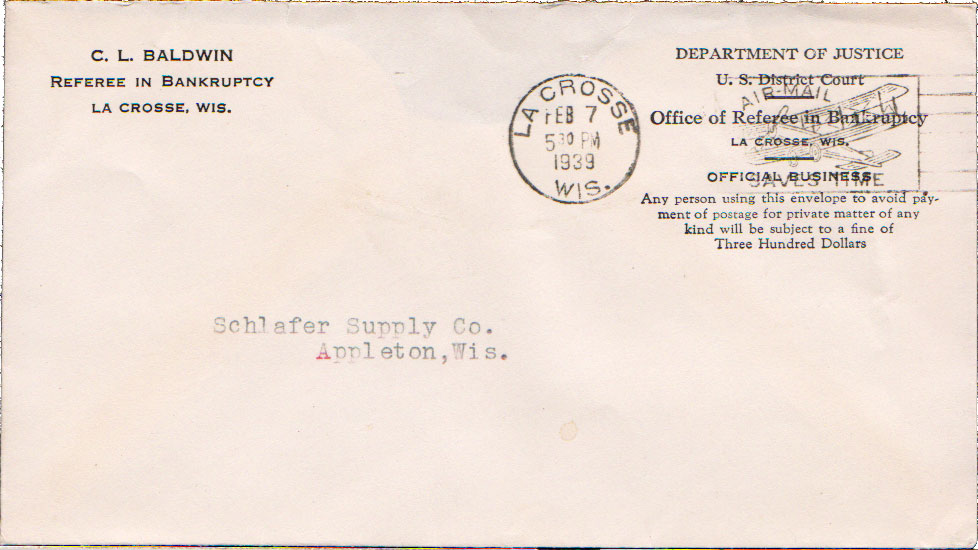 C. L. BALDWIN
REFEREE IN BANKRUPTCY
LA CROSSE, WIS.
LA CROSSE
FEB 7
5 30 PM
1939
WIS.
DEPARTMENT OF JUSTICE
U. S. District Court
Office of Referee in Bankruptcy
LA CROSSE, WIS.
OFFICIAL BUSINESS
Any person using this envelope to avoid pay-
ment of postage for private matter of any
kind will be subject to a fine of
Three Hundred Dollars
AIR-MAIL
SAVES TIME
Schlafer Supply Co.
Appleton,Wis.